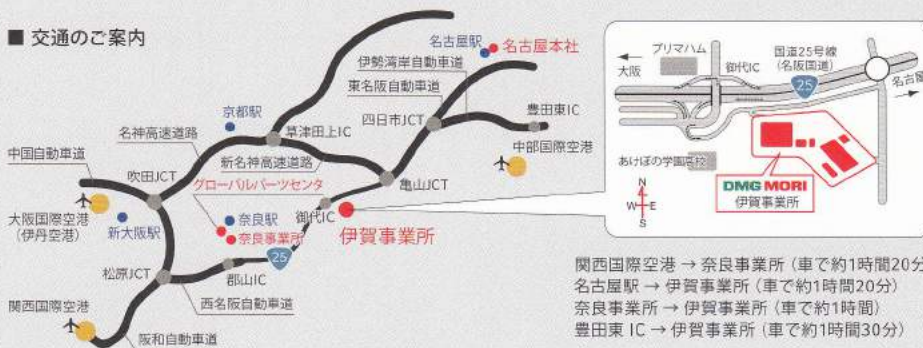 ■ 交通のご案内
名古屋駅
名古屋本社
伊勢湾岸自動車道
東名阪自動車道
京都駅
草津田上IC
四日市JCT
豊田東IC
名神高速道路
新名神高速道路
中部国際空港
中国自動車道
吹田JCT
グローバルパーツセンタ
亀山JCT
大阪国際空港
(伊丹空港)
新大阪駅
奈良駅
奈良事業所
御代IC
伊賀事業所
25
松原JCT
郡山IC
西名阪自動車道
関西国際空港
阪和自動車道
プリマハム
大阪
御代IC
国道25号線
(名阪国道)
25
名古屋
あけぼの学園高校
DMG MORI
伊賀事業所
N
W E
S
関西国際空港 → 奈良事業所 (車で約1時間20分
名古屋駅 → 伊賀事業所 (車で約1時間20分)
奈良事業所 → 伊賀事業所 (車で約1時間)
豊田東 IC → 伊賀事業所 (車で約1時間30分)